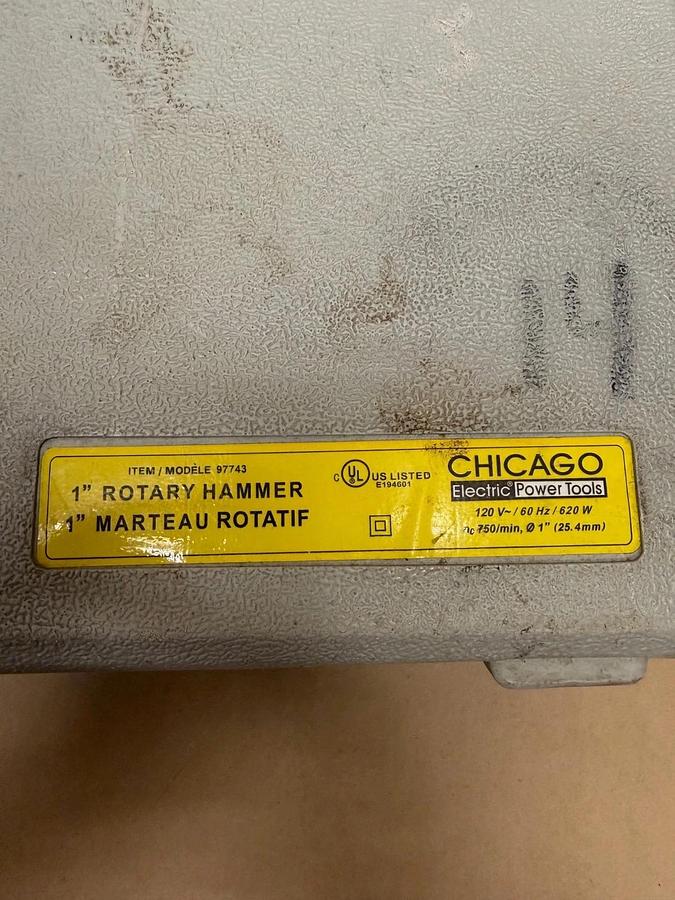 ITEM / MODÈLE 97743
1” ROTARY HAMMER
1” MARTEAU ROTATIF
C UL US LISTED
E194601
CHICAGO
Electric® Power Tools
120 V~ / 60 Hz / 620 W
750/min, Ø 1” (25.4mm)